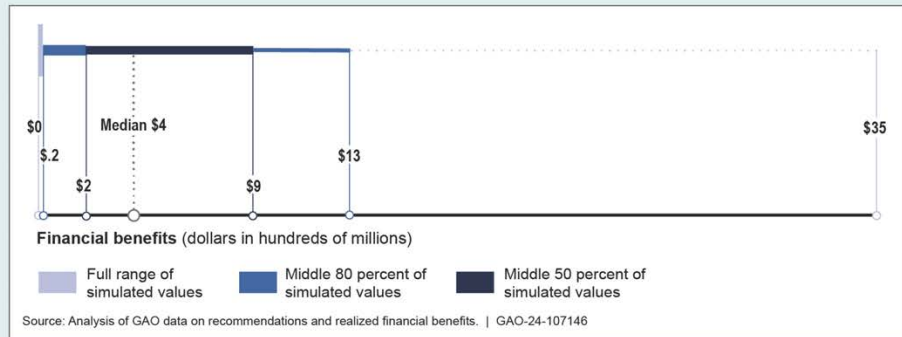 $0
Median $4
$35
$.2
$13
$2
$9
Financial benefits (dollars in hundreds of millions)
Full range of
simulated values
Middle 80 percent of
simulated values
Middle 50 percent of
simulated values
Source: Analysis of GAO data on recommendations and realized financial benefits. | GAO-24-107146